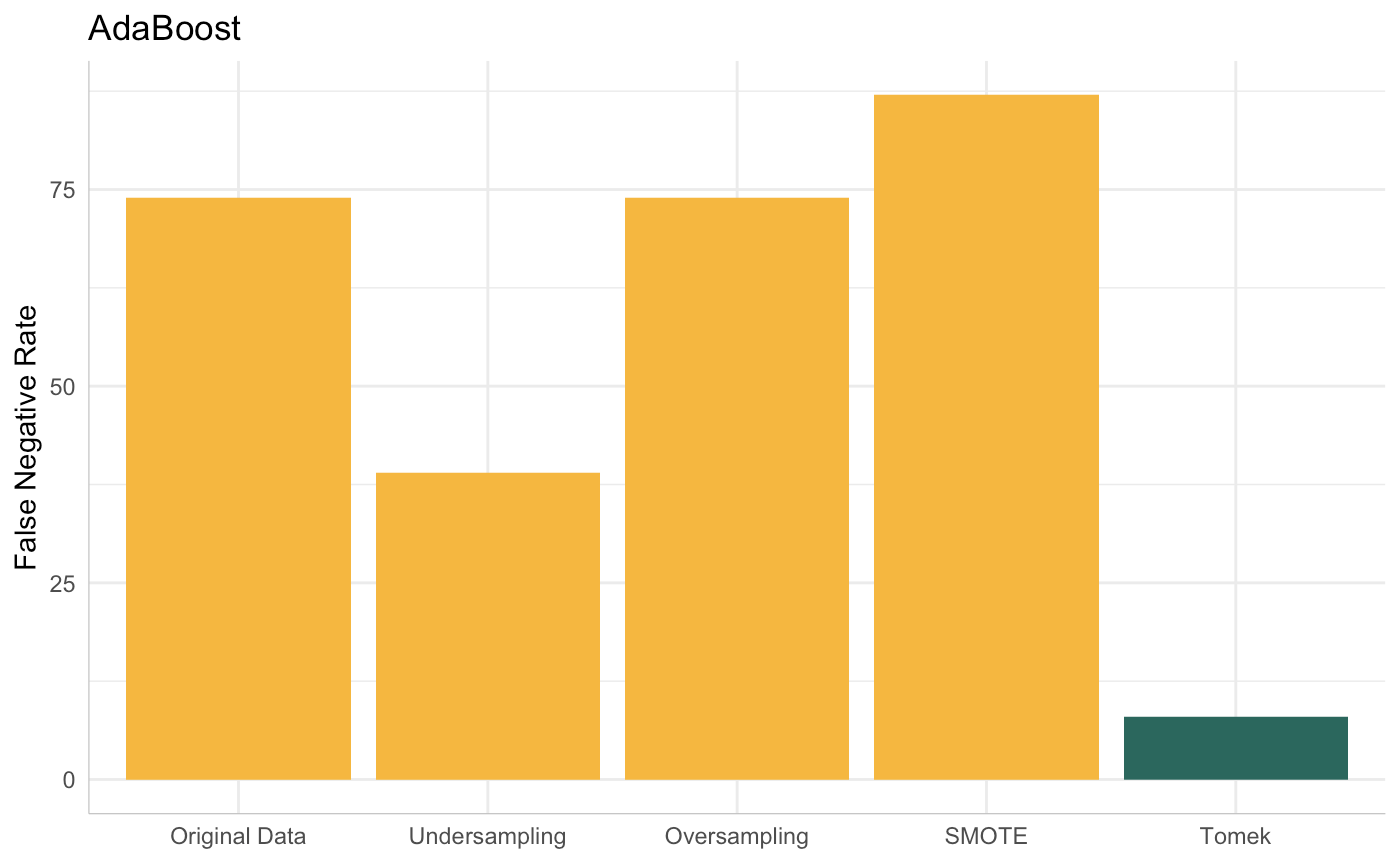 AdaBoost
False Negative Rate
75
50
25
0
Original Data
Undersampling
Oversampling
SMOTE
Tomek